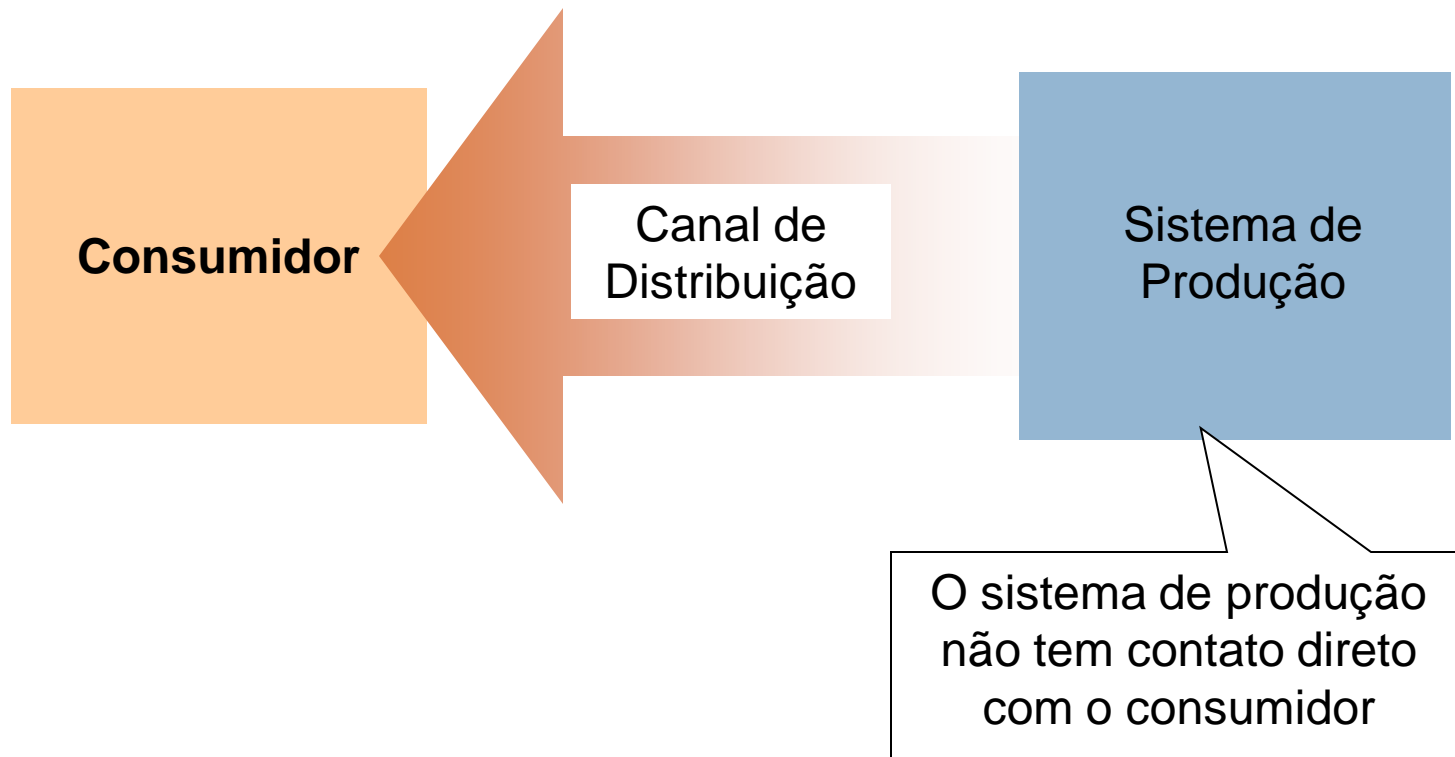 Consumidor
Canal de
Distribuição
Sistema de
Produção
O sistema de produção
não tem contato direto
com o consumidor